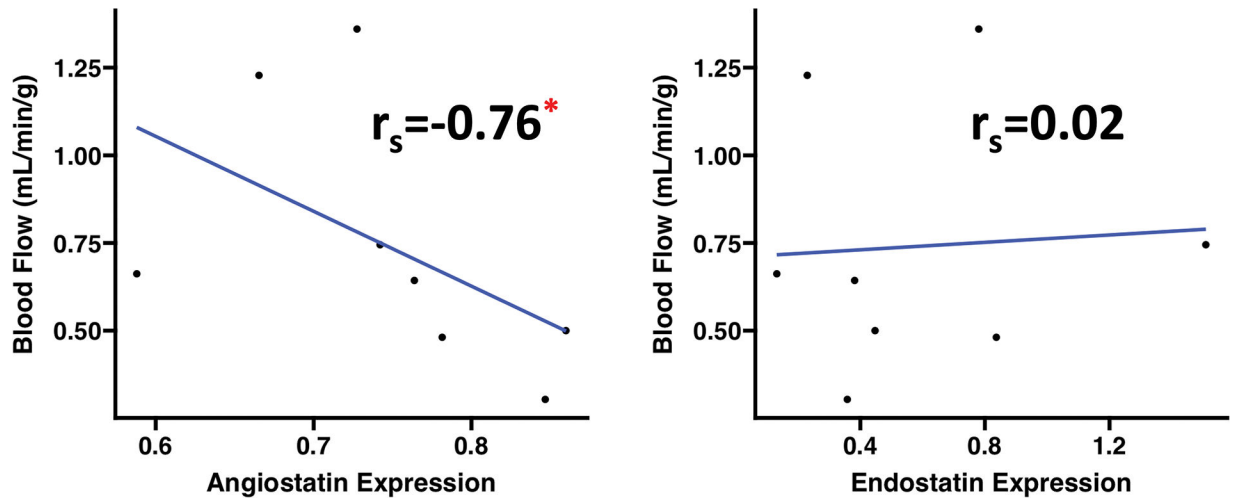 Blood Flow (mL/min/g)
1.25
1.00
0.75
0.50
rs=-0.76*
0.6 0.7 0.8
Angiostatin Expression
Blood Flow (mL/min/g)
1.25
1.00
0.75
0.50
rs=0.02
0.4 0.8 1.2
Endostatin Expression